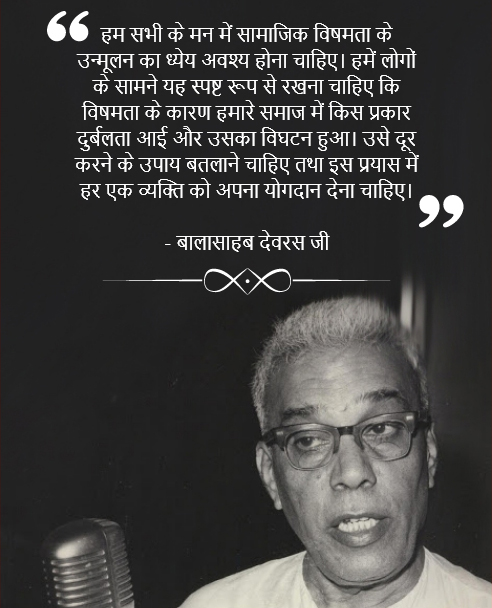 “ हम सभी के मन में सामाजिक विषमता के
उन्मूलन का ध्येय अवश्य होना चाहिए। हमें लोगों
के सामने यह स्पष्ट रूप से रखना चाहिए कि
विषमता के कारण हमारे समाज में किस प्रकार
दुर्बलता आई और उसका विघटन हुआ। उसे दूर
करने के उपाय बतलाने चाहिए तथा इस प्रयास में
हर एक व्यक्ति को अपना योगदान देना चाहिए। ”
- बालासाहब देवरस जी